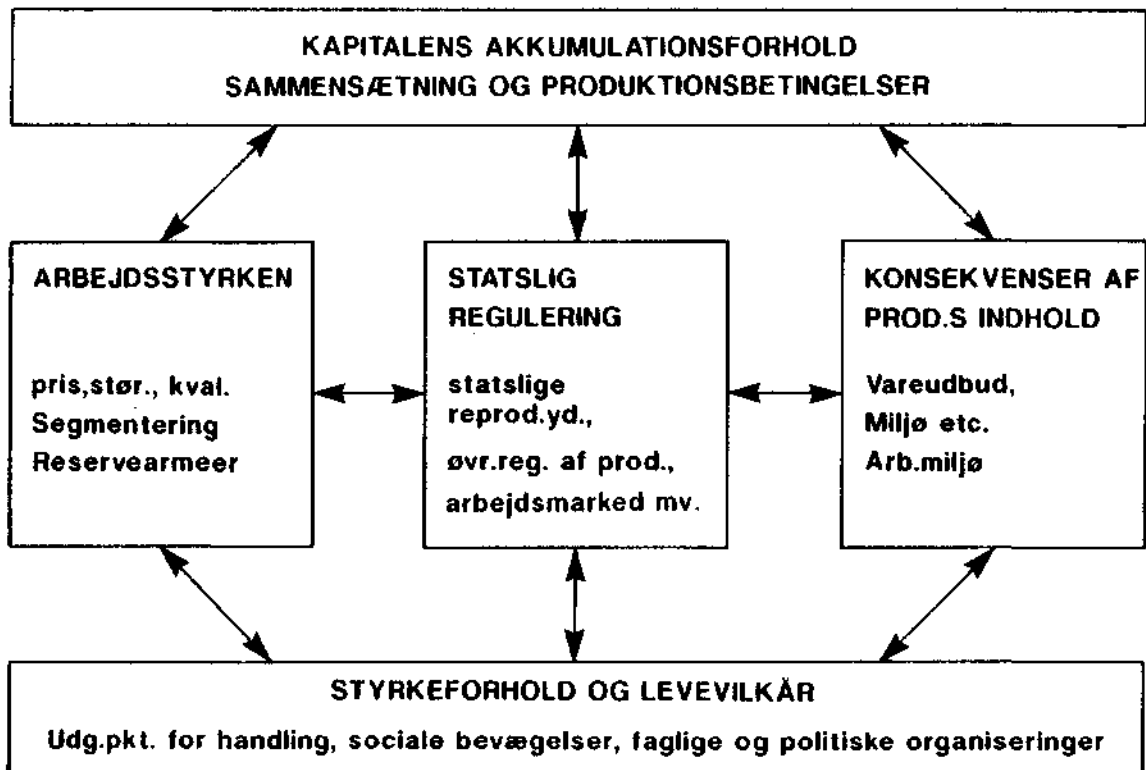 KAPITALENS AKKUMULATIONSFORHOLD
SAMMENSÆTNING OG PRODUKTIONSBETINGELSER
ARBEJDSSTYRKEN
pris,stør., kval.
Segmentering
Reservearmeer
STATSLIG
REGULERING
statslige
reprod.yd.,
øvr.reg. af prod.,
arbejdsmarked mv.
KONSEKVENSER AF
PROD.S INDHOLD
Vareudbud,
Miljø etc.
Arb.miljø
STYRKEFORHOLD OG LEVEVILKÅR
Udg.pkt. for handling, sociale bevægelser, faglige og politiske organiseringer